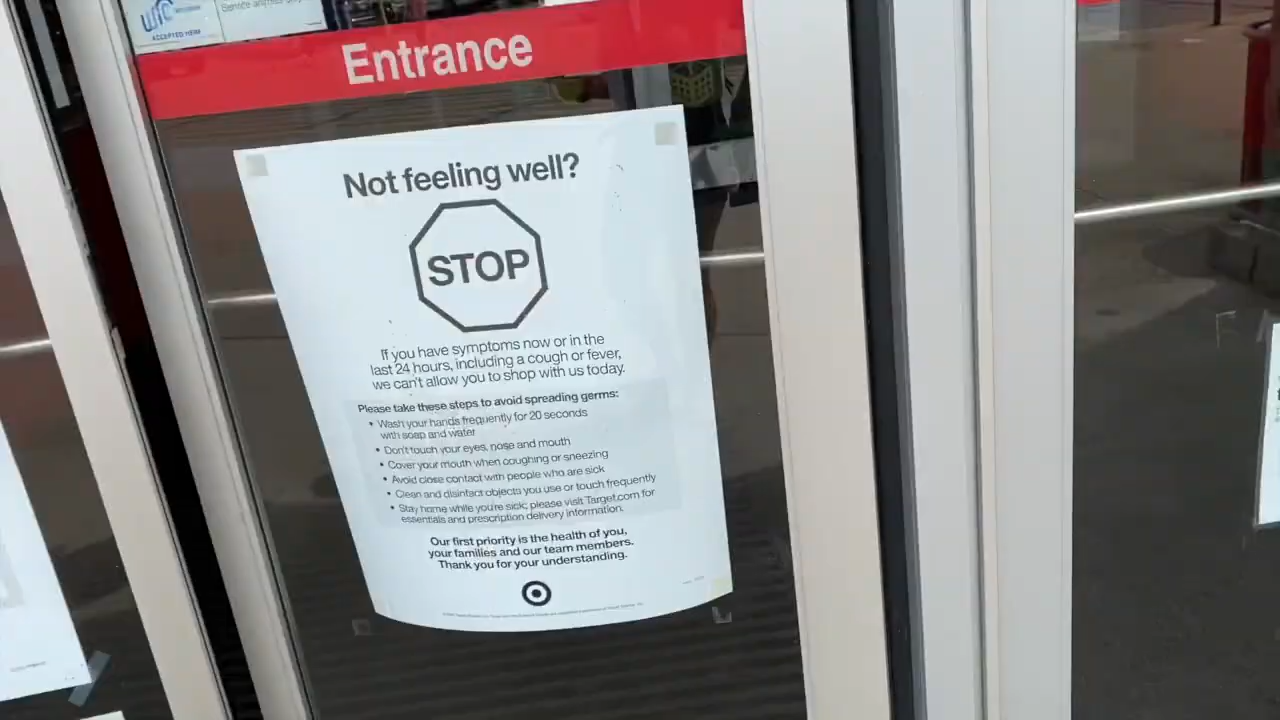 WIC
ACCEPTED HERE
Service animals only
Entrance
Not feeling well?
STOP
If you have symptoms now or in the
last 24 hours, including a cough or fever,
we can't allow you to shop with us today.
Please take these steps to avoid spreading germs:
• Wash your hands frequently for 20 seconds
with soap and water
• Don't touch your eyes, nose and mouth
• Cover your mouth when coughing or sneezing
• Avoid close contact with people who are sick
• Clean and disinfect objects you use or touch frequently
• Stay home while you're sick; please visit Target.com for
essentials and prescription delivery information.
Our first priority is the health of you,
your families and our team members.
Thank you for your understanding.